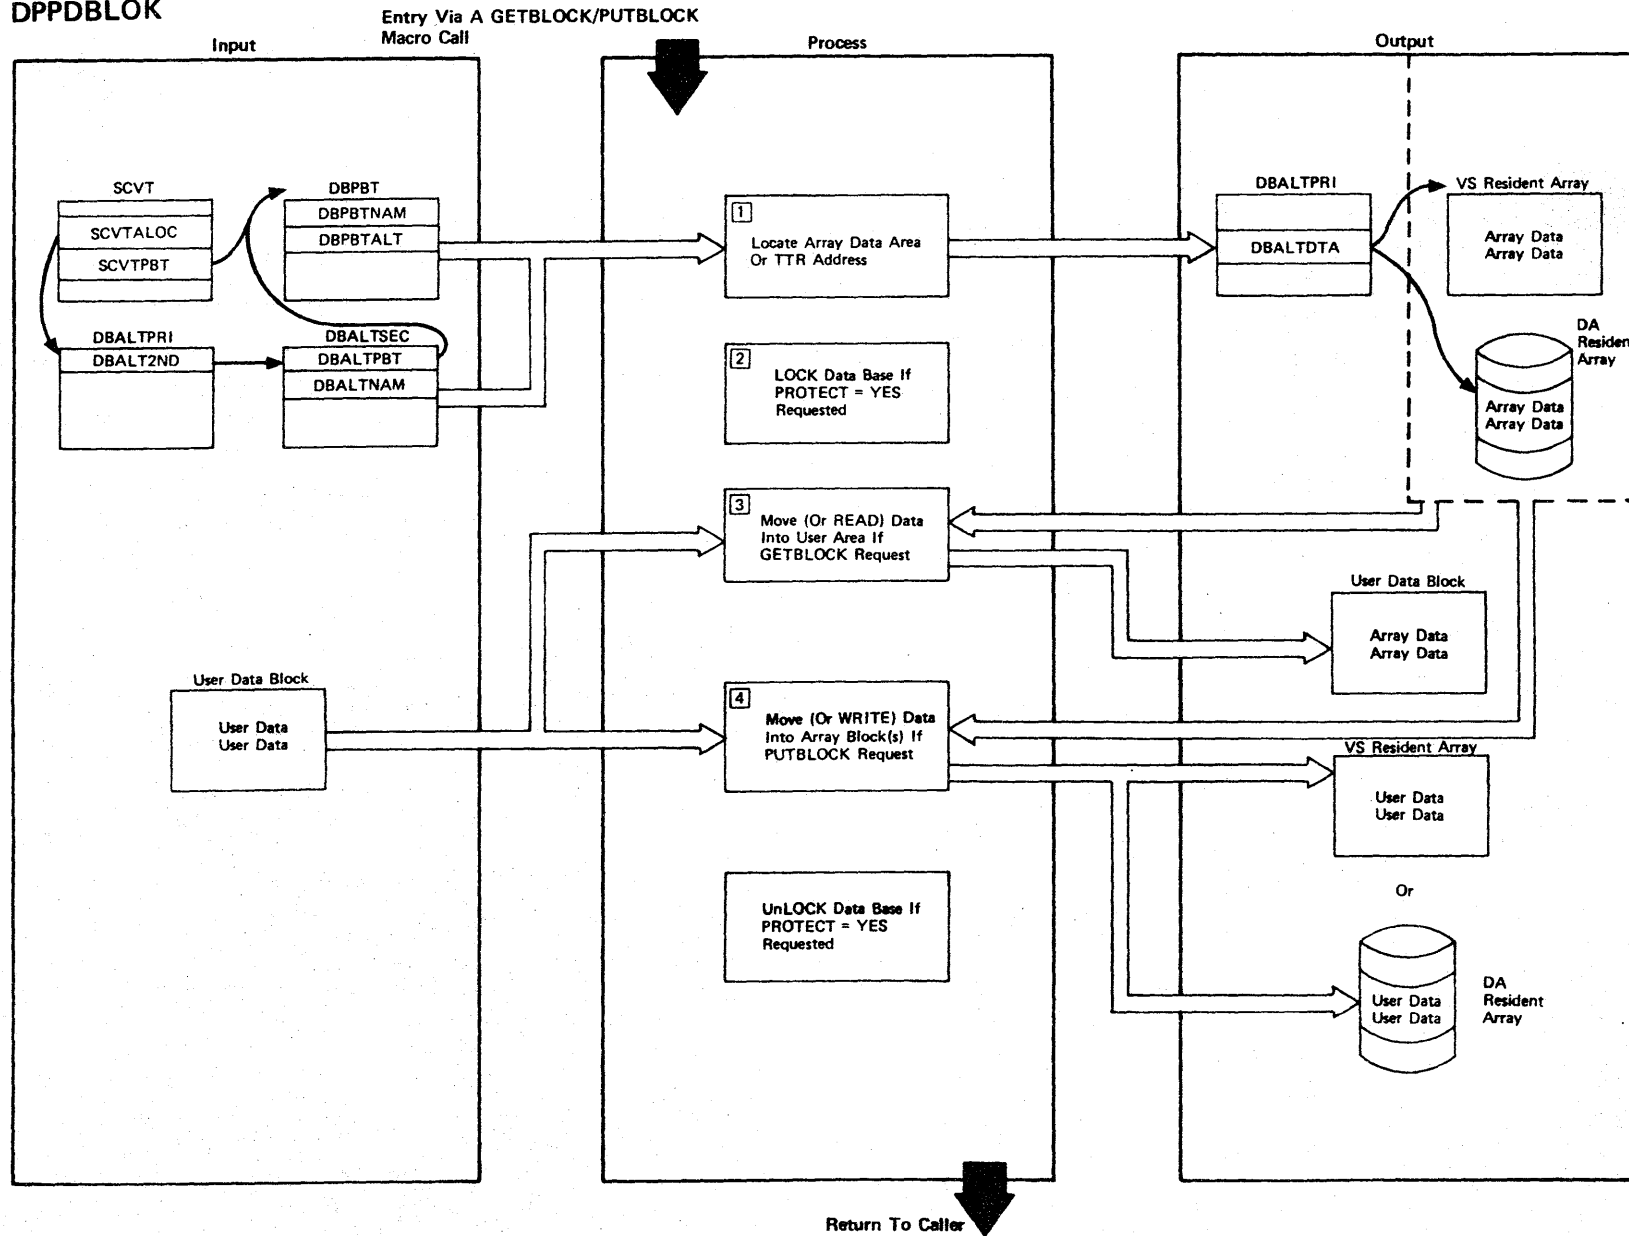 DPPDBLOK
Entry Via A GETBLOCK/PUTBLOCK
Macro Call
Input
Process
Output
SCVT
SCVTALOC
SCVTPBT
DBPBT
DBPBTNAM
DBPBTALT
DBALTPRI
DBALT2ND
DBALTSEC
DBALTPBT
DBALTNAM
1
Locate Array Data Area
Or TTR Address
DBALTPRI
DBALTDTA
VS Resident Array
Array Data
Array Data
DA
Residen
Array
Array Data
Array Data
2
LOCK Data Base If
PROTECT = YES
Requested
3
Move (Or READ) Data
Into User Area If
GETBLOCK Request
User Data Block
Array Data
Array Data
User Data Block
User Data
User Data
4
Move (Or WRITE) Data
Into Array Block(s) If
PUTBLOCK Request
VS Resident Array
User Data
User Data
Or
UnLOCK Data Base If
PROTECT = YES
Requested
User Data
User Data
DA
Resident
Array
Return To Caller